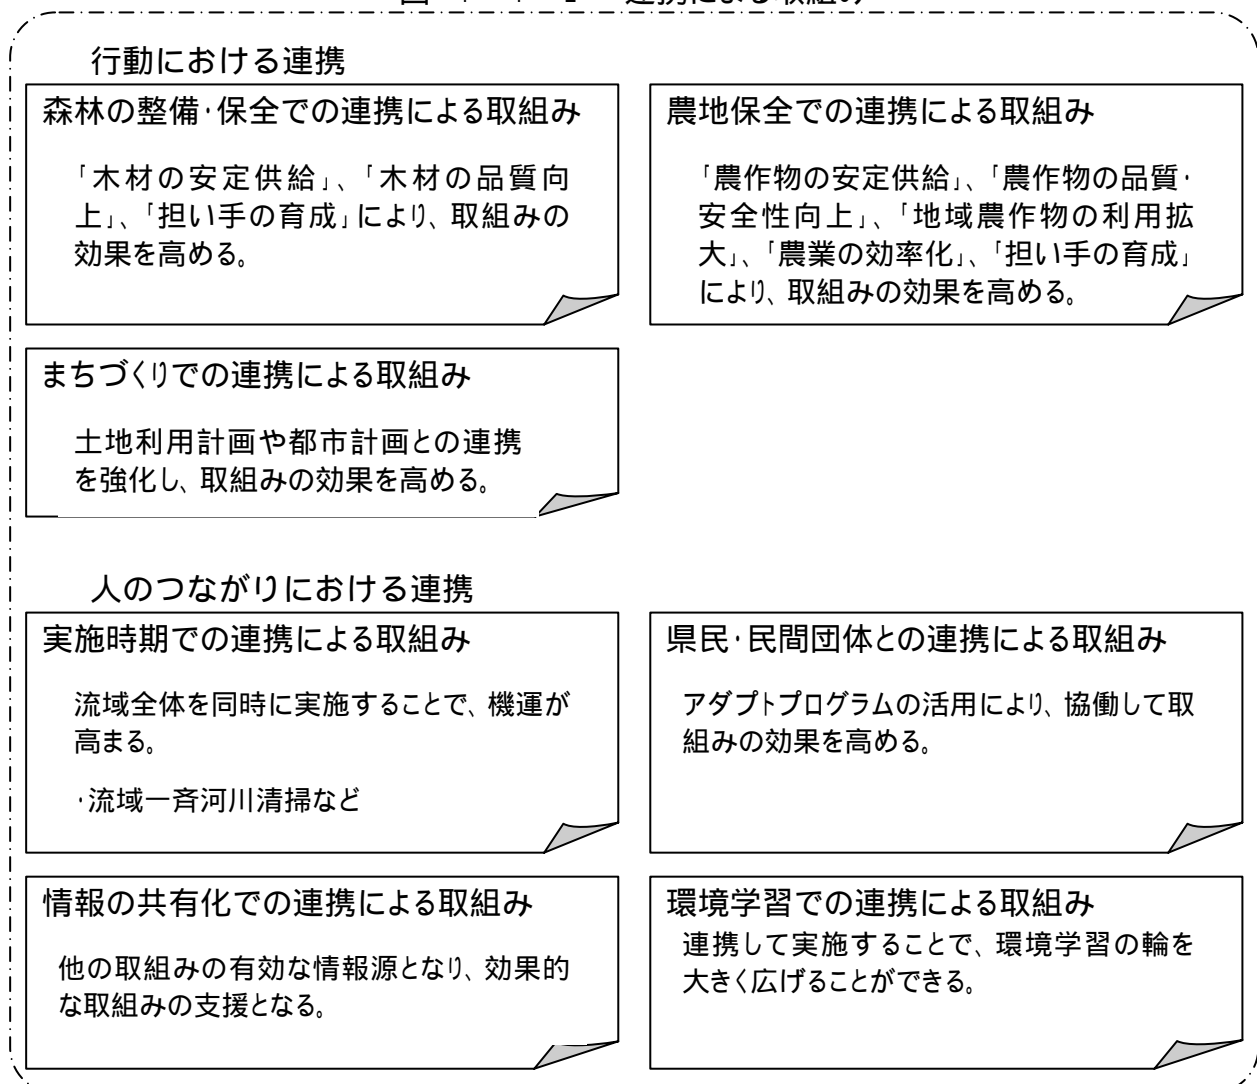 連携による取組み
行動における連携
森林の整備・保全での連携による取組み
「木材の安定供給」、「木材の品質向
上」、「担い手の育成」により、取組みの
効果を高める。
農地保全での連携による取組み
「農作物の安定供給」、「農作物の品質・
安全性向上」、「地域農作物の利用拡
大」、「農業の効率化」、「担い手の育成」
により、取組みの効果を高める。
まちづくりでの連携による取組み
土地利用計画や都市計画との連携
を強化し、取組みの効果を高める。
人のつながりにおける連携
実施時期での連携による取組み
流域全体を同時に実施することで、機運が
高まる。
・流域一斉河川清掃など
県民・民間団体との連携による取組み
アダプトプログラムの活用により、協働して取
組みの効果を高める。
情報の共有化での連携による取組み
他の取組みの有効な情報源となり、効果的
な取組みの支援となる。
環境学習での連携による取組み
連携して実施することで、環境学習の輪を
大きく広げることができる。